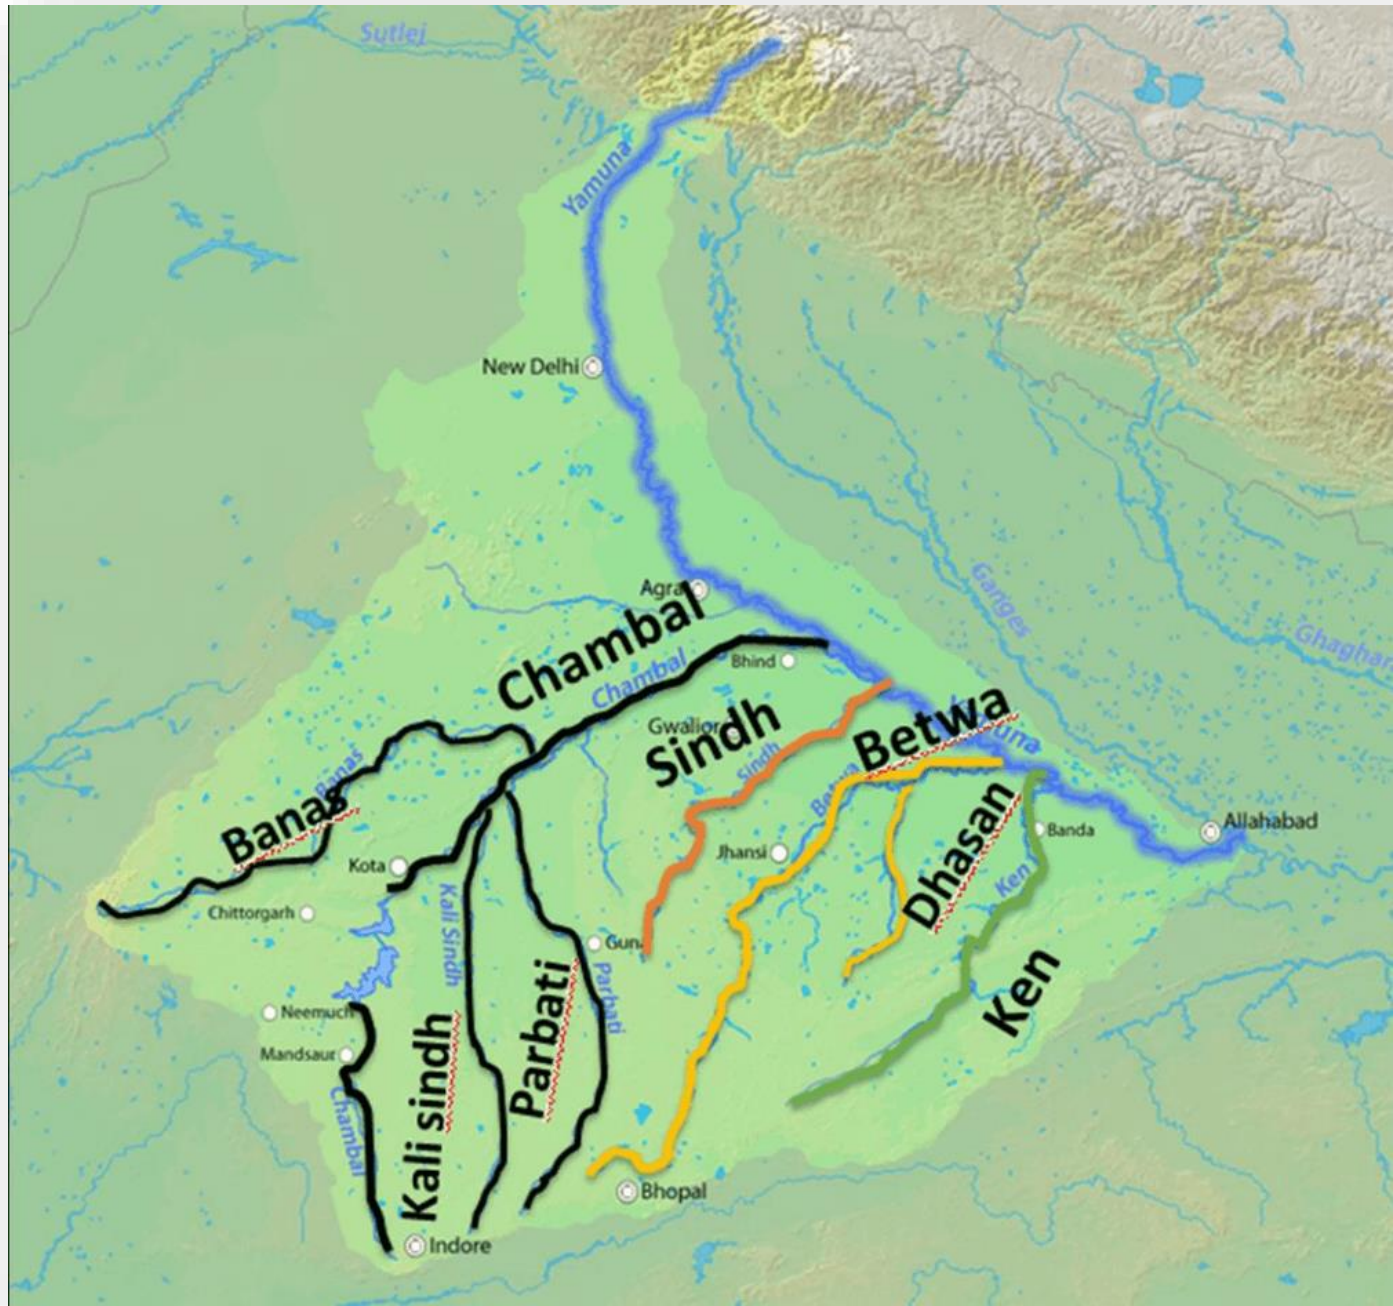 Sutlej
Yamuna
New Delhi
Ganges
Agra
Ghaghar
Chambal
Chambal
Bhind
Gwalior
Sindh
Sindh
Betwa
Betwa
Banas
Banas
Allahabad
Banda
Dhasan
Jhansi
Kota
Ken
Chittorgarh
Kali Sindh
Guna
Parbati
Parbati
Ken
Neemuch
Mandsaur
Kali sindh
Chambal
Bhopal
Indore